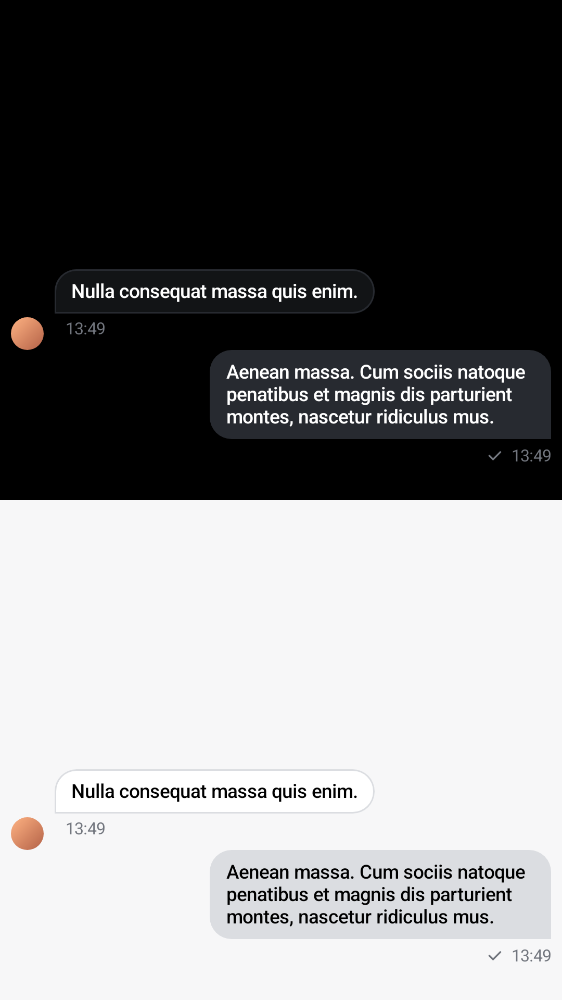 Nulla consequat massa quis enim.
13:49
Aenean massa. Cum sociis natoque
penatibus et magnis dis parturient
montes, nascetur ridiculus mus.
13:49
Nulla consequat massa quis enim.
13:49
Aenean massa. Cum sociis natoque
penatibus et magnis dis parturient
montes, nascetur ridiculus mus.
13:49